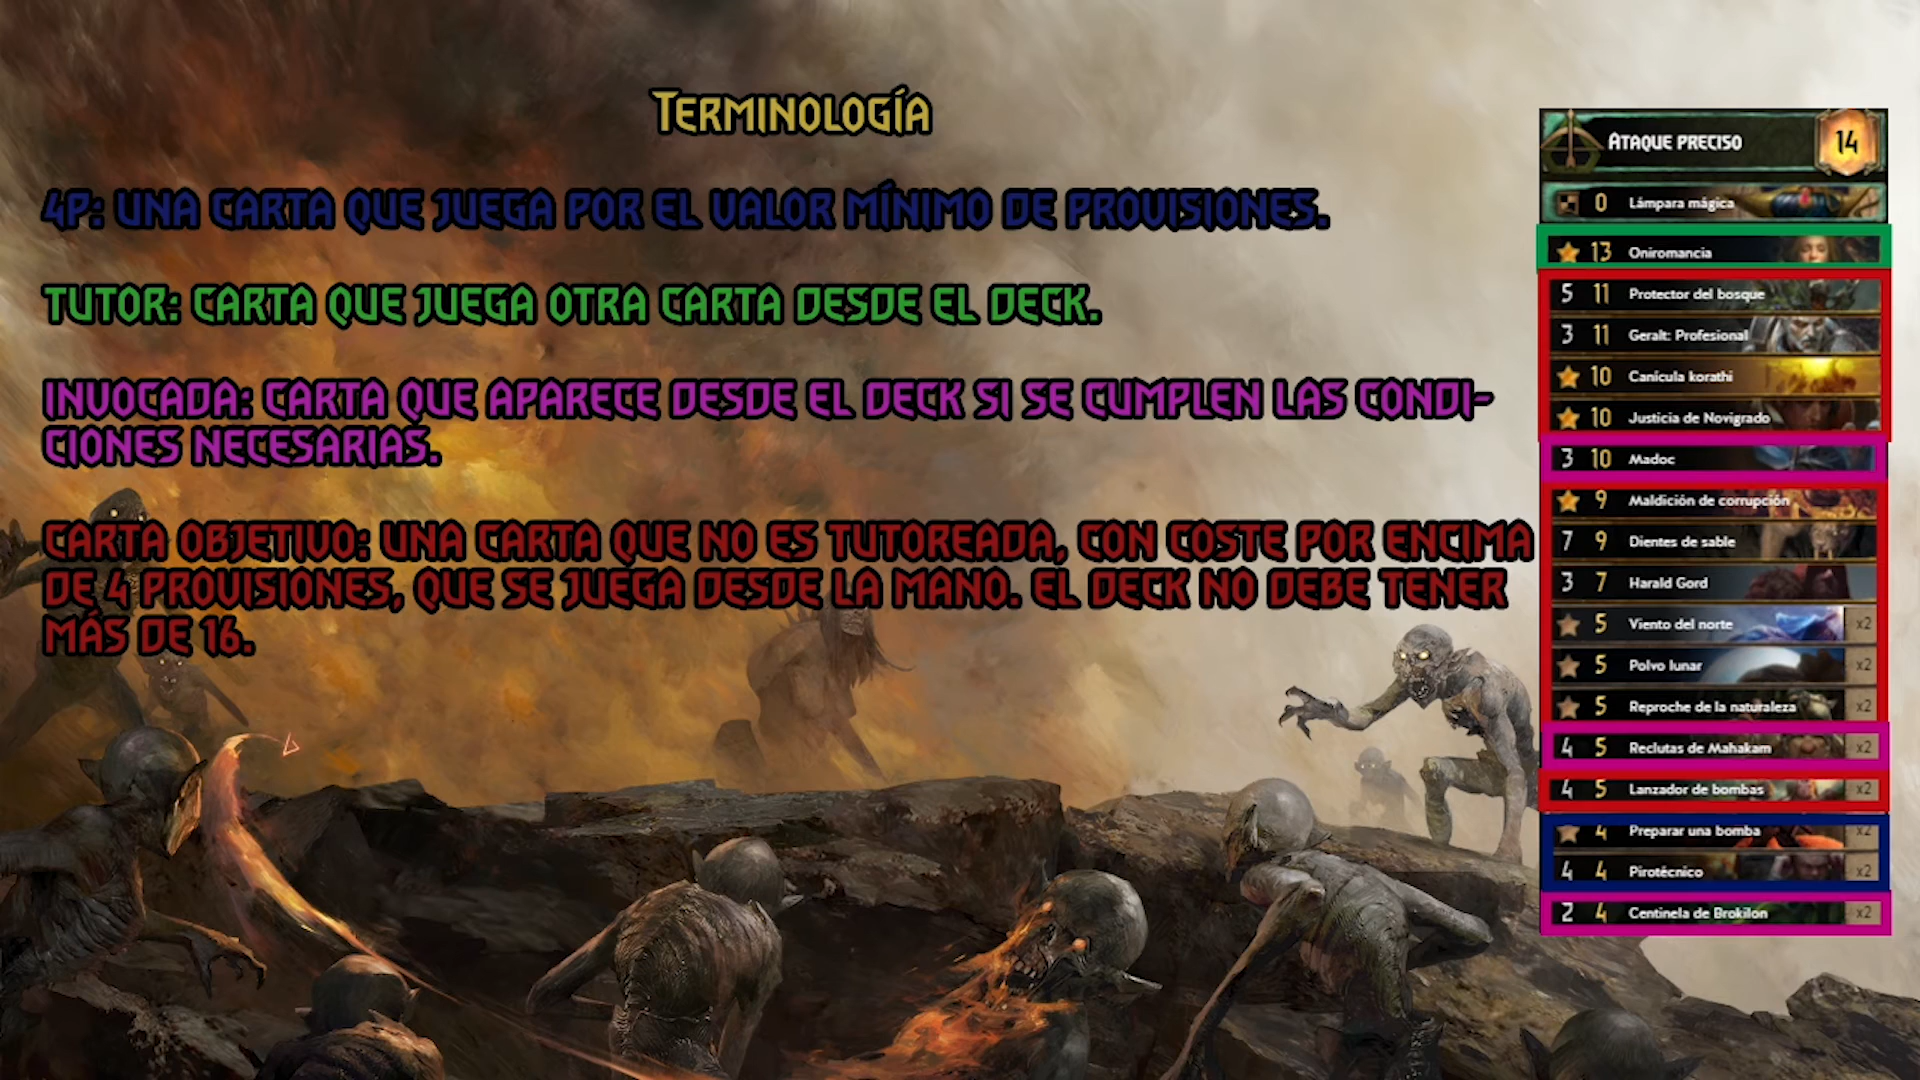 Terminología
4P: una carta que juega por el valor mínimo de provisiones.
Tutor: carta que juega otra carta desde el deck.
Invocada: carta que aparece desde el deck si se cumplen las condi-
ciones necesarias.
Carta objetivo: una carta que no es tutoreada, con coste por encima
de 4 provisiones, que se juega desde la mano. El deck no debe tener
más de 16.
Ataque preciso 14
0 Lámpara mágica
13 Oniromancia
5 11 Protector del bosque
3 11 Geralt: Profesional
10 Canícula korathi
10 Justicia de Novigrado
3 10 Madoc
9 Maldición de corrupción
7 9 Dientes de sable
3 7 Harald Gord
5 Viento del norte x2
5 Polvo lunar x2
5 Reproche de la naturaleza x2
4 5 Reclutas de Mahakam x2
4 5 Lanzador de bombas x2
4 Preparar una bomba x2
4 4 Pirotécnico x2
2 4 Centinela de Brokilon x2